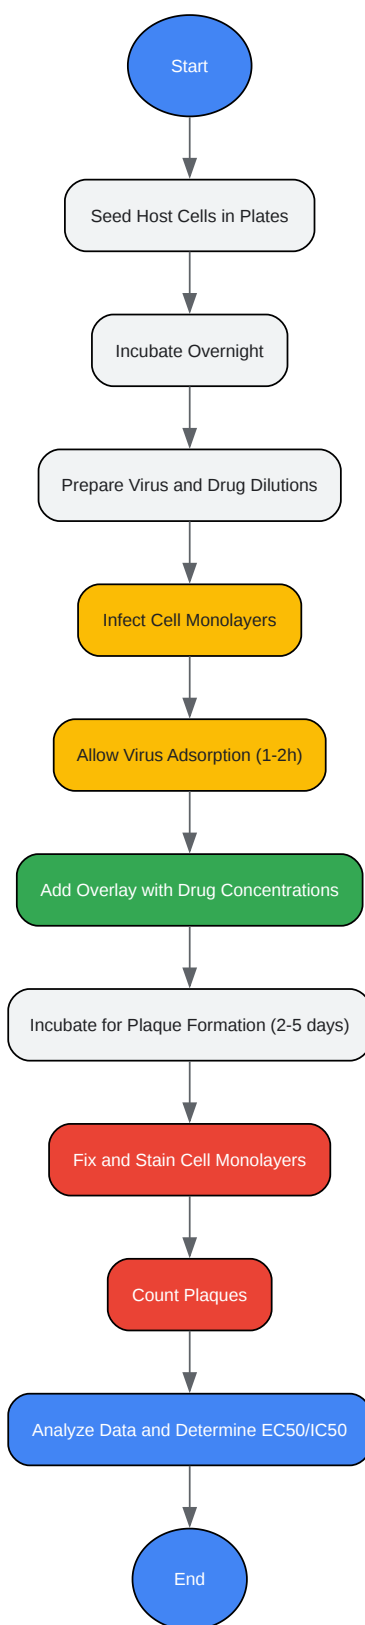 Start
Seed Host Cells in Plates
Incubate Overnight
Prepare Virus and Drug Dilutions
Infect Cell Monolayers
Allow Virus Adsorption (1-2h)
Add Overlay with Drug Concentrations
Incubate for Plaque Formation (2-5 days)
Fix and Stain Cell Monolayers
Count Plaques
Analyze Data and Determine EC50/IC50
End